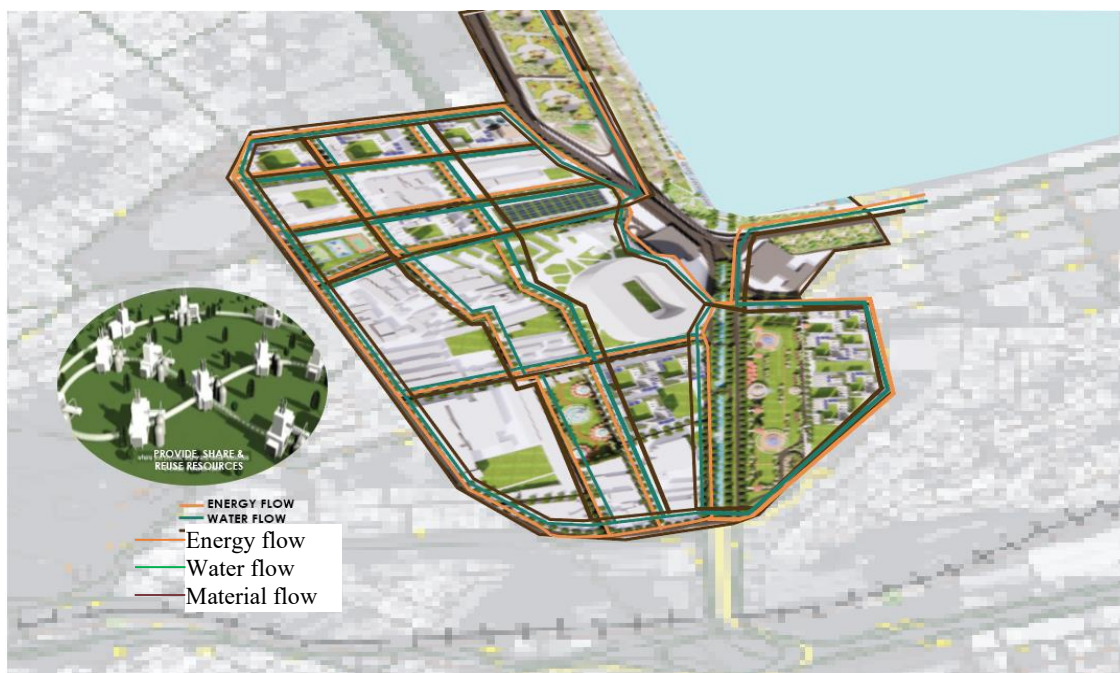 PROVIDE, SHARE &
REUSE RESOURCES
ENERGY FLOW
WATER FLOW
Energy flow
Water flow
Material flow